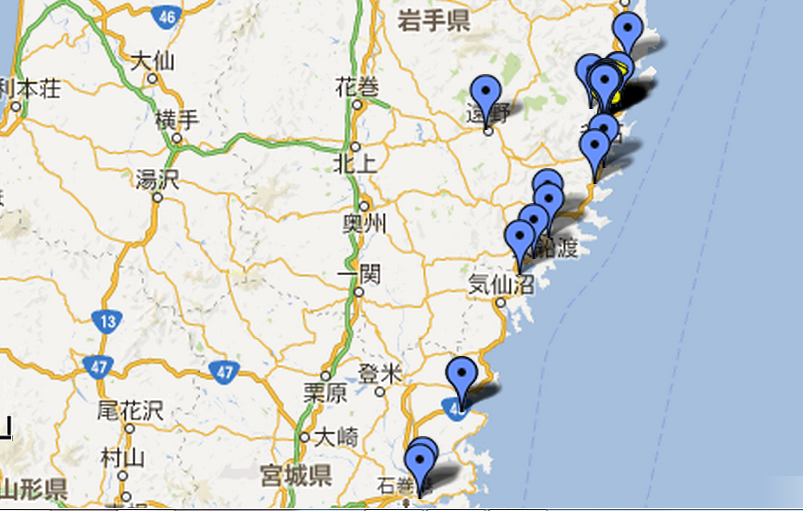 46
岩手県
大仙
利本荘
花巻
遠野
横手
北上
湯沢
奥州
船渡
一関
気仙沼
13
47
47
登米
栗原
尾花沢
大崎
村山
宮城県
石巻
山形県